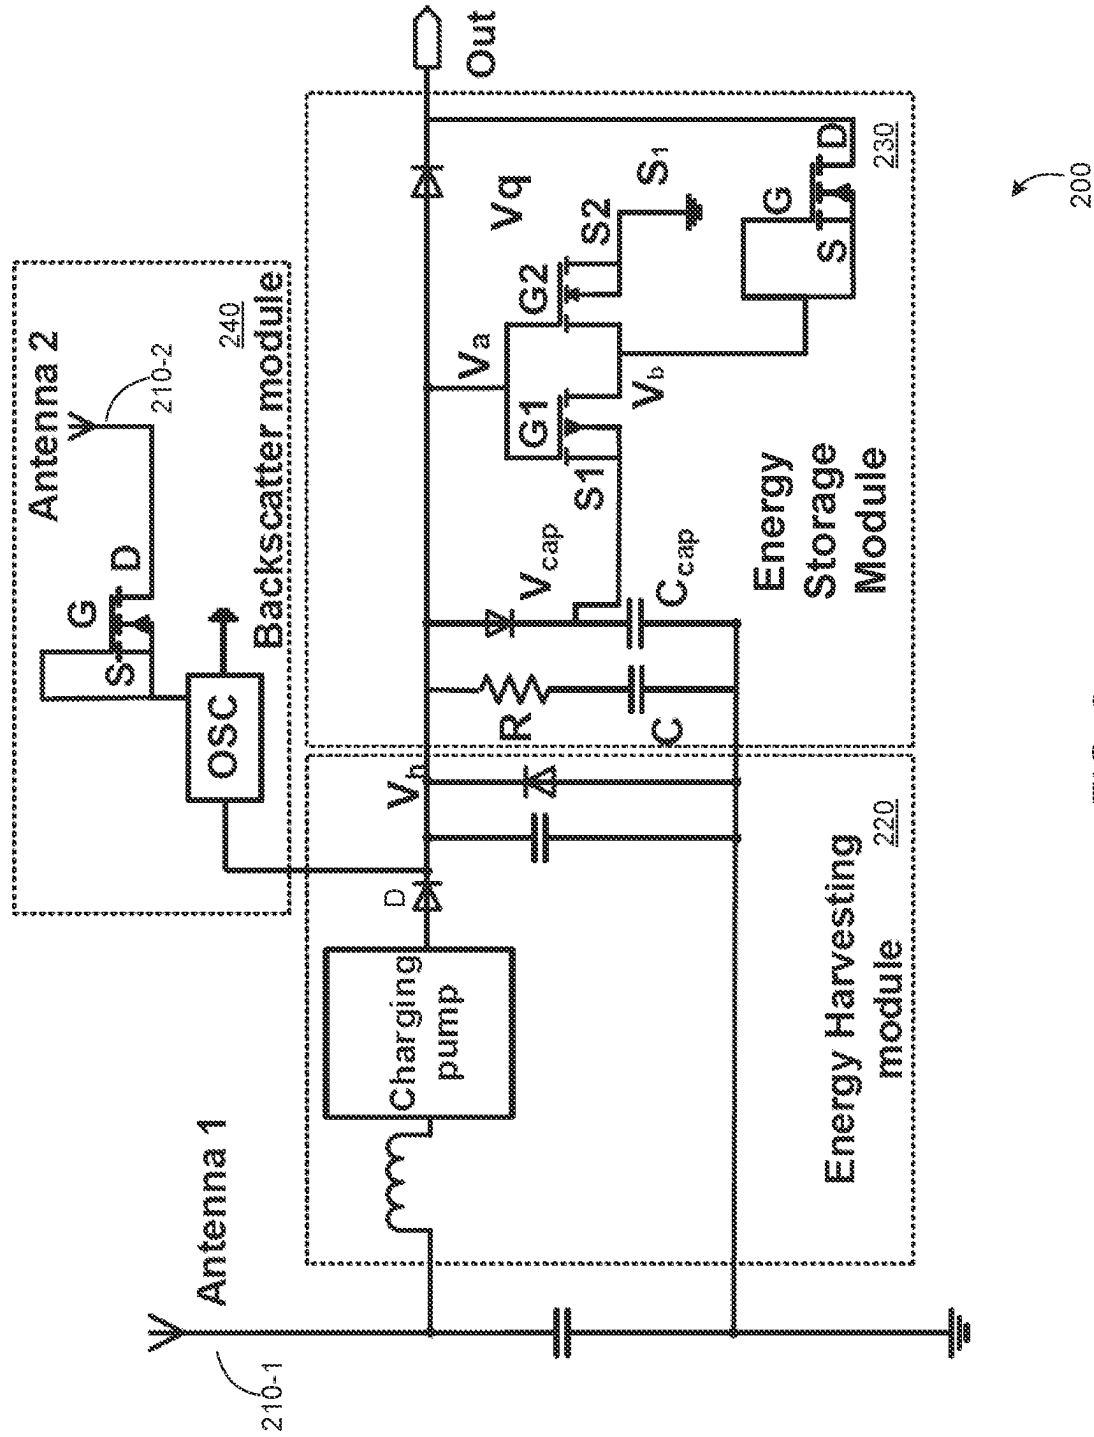 Antenna 2
210-2
G
S
D
OSC
240
Backscatter module
Antenna 1
210-1
Charging
pump
D
Vh
Energy Harvesting
module
220
R
C
Vcap
Ccap
S1
G1
Va
G2
Vb
S2
Vq
S1
G
S
D
Energy
Storage
Module
230
Out
200